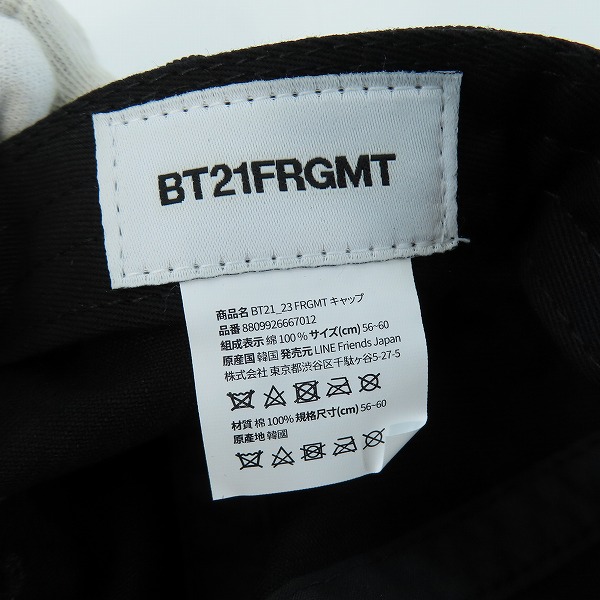 BT21FRGMT
商品名 BT21_23 FRGMT キャップ
品番 8809926667012
組成表示 綿 100 % サイズ(cm) 56~60
原産国 韓国 発売元 LINE Friends Japan
株式会社 東京都渋谷区千駄ヶ谷5-27-5
材質 棉 100% 規格尺寸(cm) 56~60
原產地 韓國